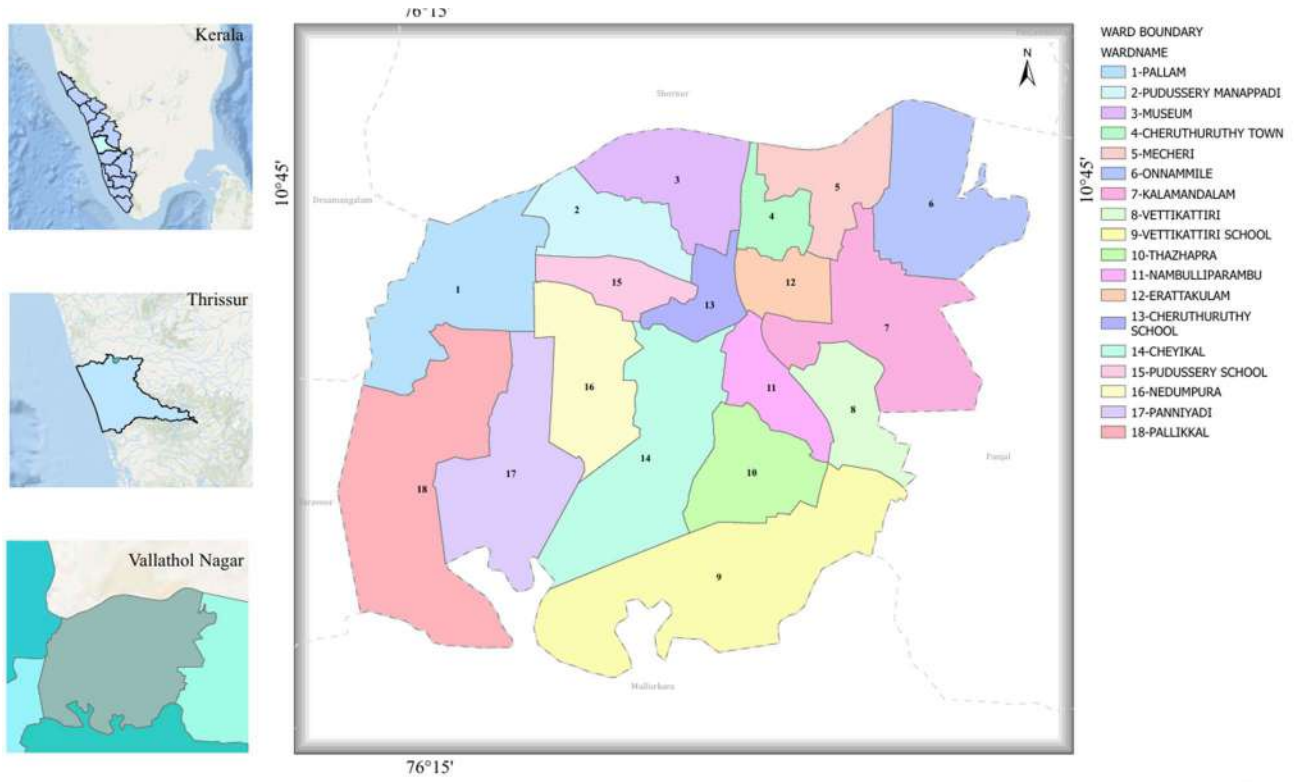 Kerala
Thrissur
Vallathol Nagar
76°15'
10°45'
10°45'
76°15'
N
Shornur
Desamangalam
Panjal
Mullurkara
1
2
3
4
5
6
7
8
9
10
11
12
13
14
15
16
17
18
WARD BOUNDARY
WARDNAME
1-PALLAM
2-PUDUSSERY MANAPPADI
3-MUSEUM
4-CHERUTHURUTHY TOWN
5-MECHERI
6-ONNAMMILE
7-KALAMANDALAM
8-VETTIKATTIRI
9-VETTIKATTIRI SCHOOL
10-THAZHAPRA
11-NAMBULLIPARAMBU
12-ERATTAKULAM
13-CHERUTHURUTHY
SCHOOL
14-CHEYIKAL
15-PUDUSSERY SCHOOL
16-NEDUMPURA
17-PANNIYADI
18-PALLIKKAL